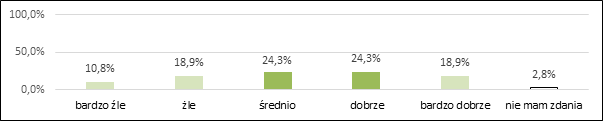 100,0%
50,0%
0,0%
10,8%
18,9%
24,3%
24,3%
18,9%
2,8%
bardzo źle
żle
średnio
dobrze
bardzo dobrze
nie mam zdania